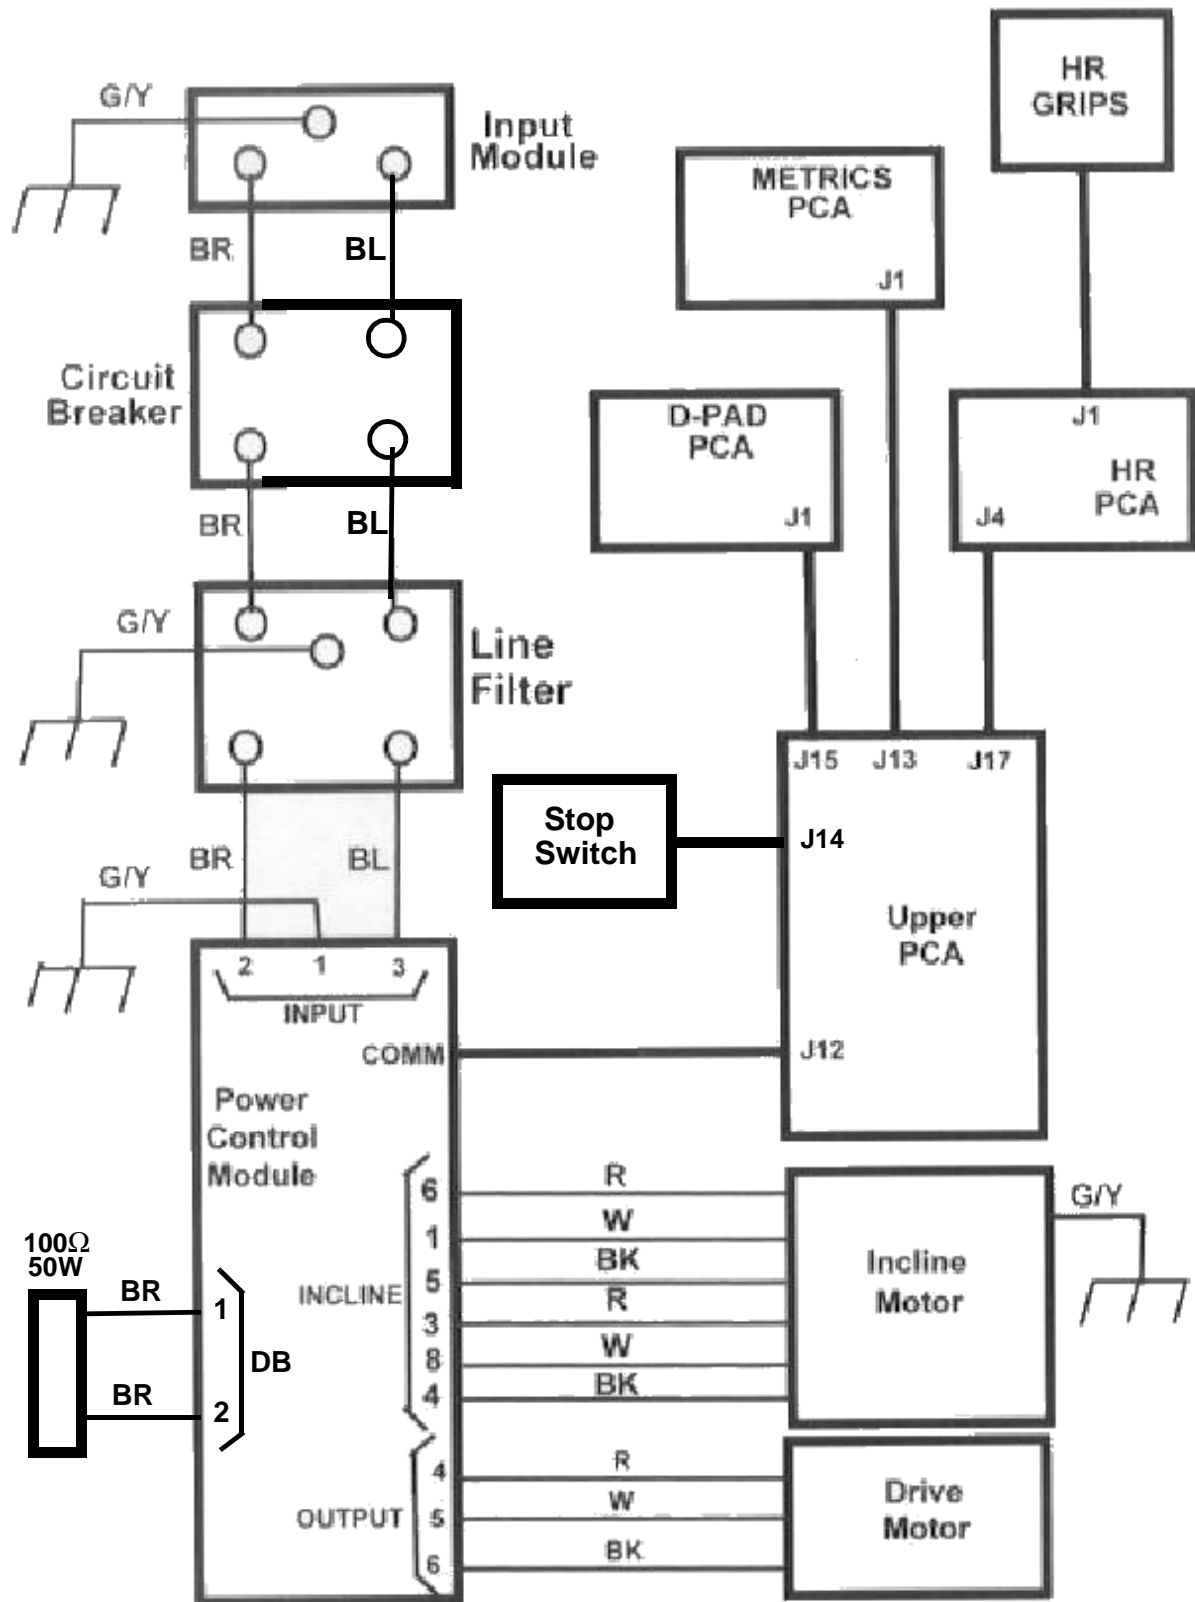 G/Y
Input
Module
BR
BL
Circuit
Breaker
BR
BL
G/Y
Line
Filter
BR
BL
G/Y
2 1 3
INPUT
COMM
Power
Control
Module
100Ω
50W
BR
1
DB
BR
2
INCLINE
6
1
5
3
8
4
R
W
BK
R
W
BK
OUTPUT
4
5
6
R
W
BK
HR
GRIPS
METRICS
PCA
J1
D-PAD
PCA
J1
J1
HR
PCA
J4
J15 J13 J17
Stop
Switch
J14
Upper
PCA
J12
Incline
Motor
G/Y
Drive
Motor